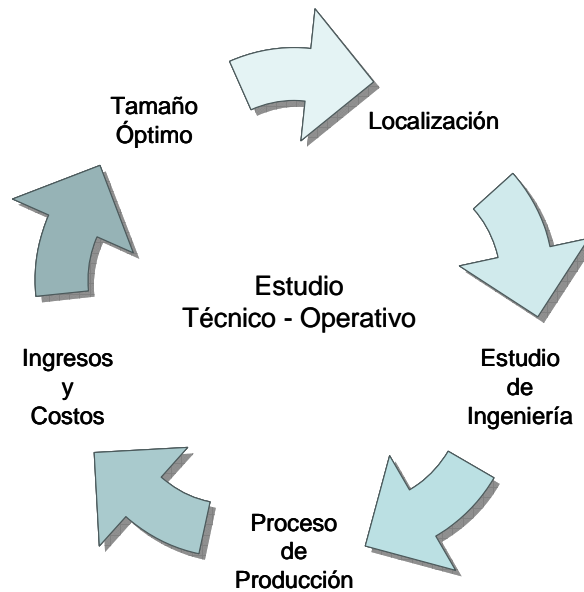 Tamaño
Óptimo
Localización
Estudio
Técnico - Operativo
Ingresos
y
Costos
Estudio
de
Ingeniería
Proceso
de
Producción